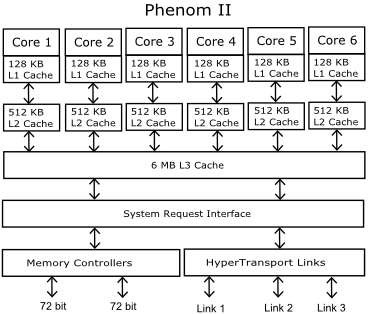 Phenom II
Core 1 Core 2 Core 3 Core 4 Core 5 Core 6
128 KB 128 KB 128 KB 128 KB 128 KB 128 KB
L1 Cache L1 Cache L1 Cache L1 Cache L1 Cache L1 Cache
512 KB 512 KB 512 KB 512 KB 512 KB 512 KB
L2 Cache L2 Cache L2 Cache L2 Cache L2 Cache L2 Cache
6 MB L3 Cache
System Request Interface
Memory Controllers HyperTransport Links
72 bit 72 bit Link 1 Link 2 Link 3